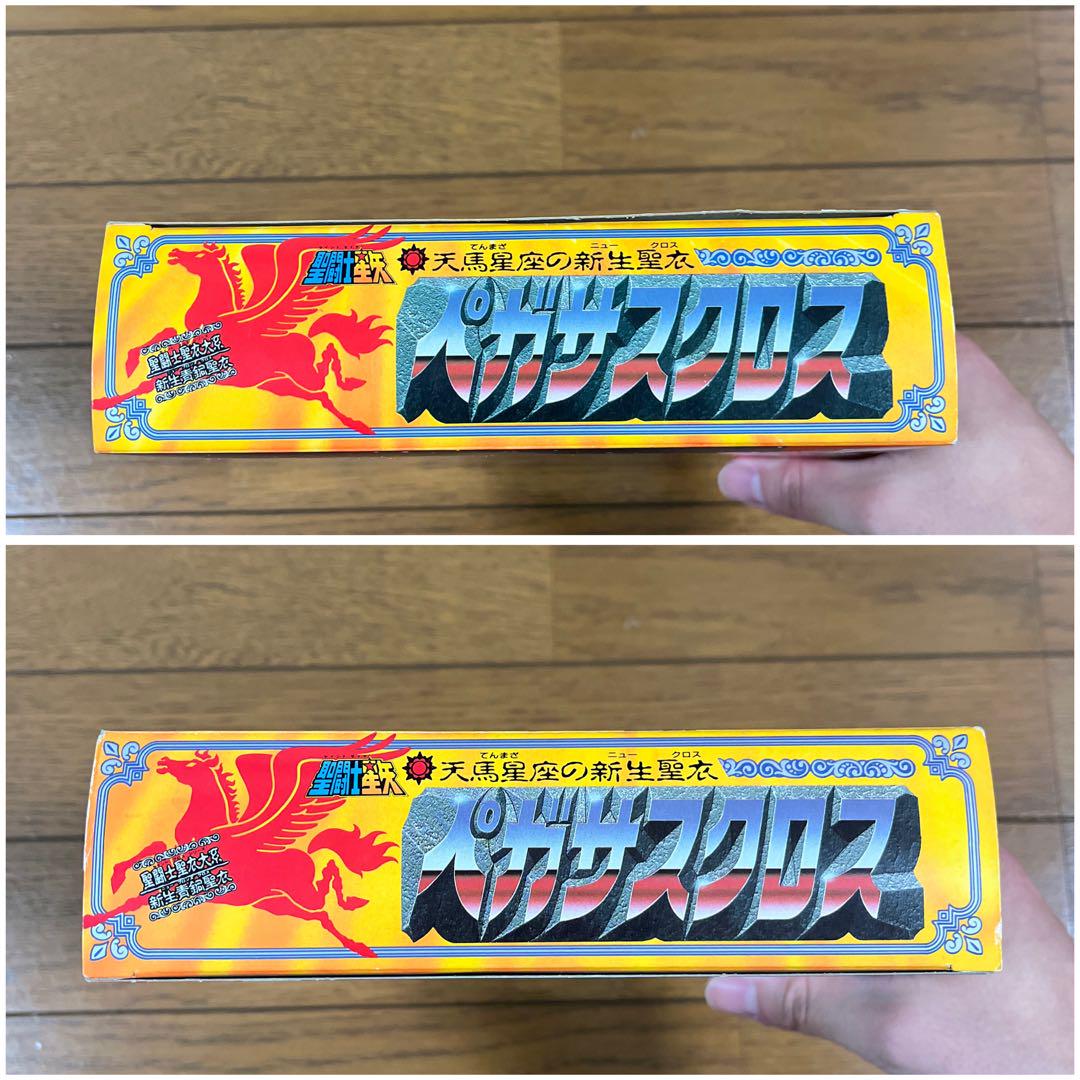 聖闘士星矢
てんまざ ニュー クロス
天馬星座の新生聖衣
ペガサスクロス
聖闘士聖衣大系
新生青銅聖衣
聖闘士星矢
てんまざ ニュー クロス
天馬星座の新生聖衣
ペガサスクロス
聖闘士聖衣大系
新生青銅聖衣